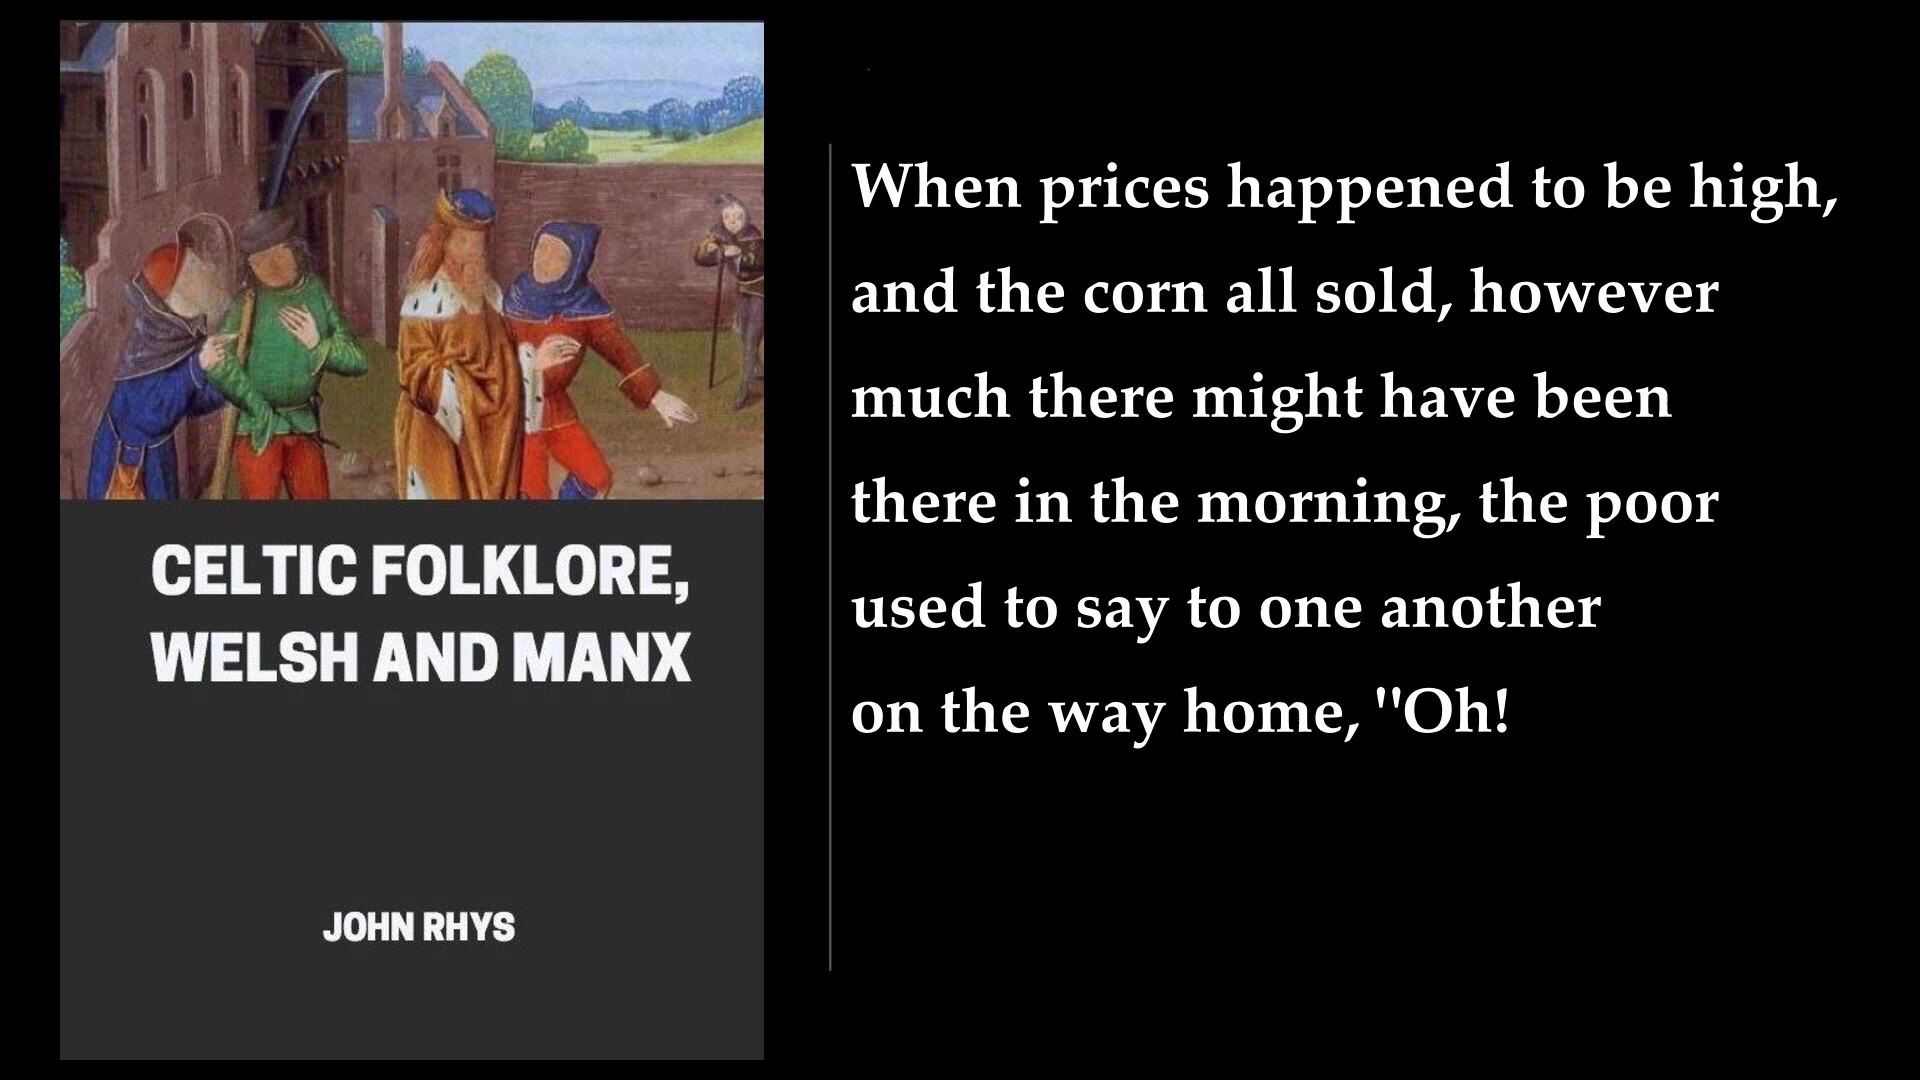 CELTIC FOLKLORE,
WELSH AND MANX
JOHN RHYS
When prices happened to be high,
and the corn all sold, however
much there might have been
there in the morning, the poor
used to say to one another
on the way home, "Oh!